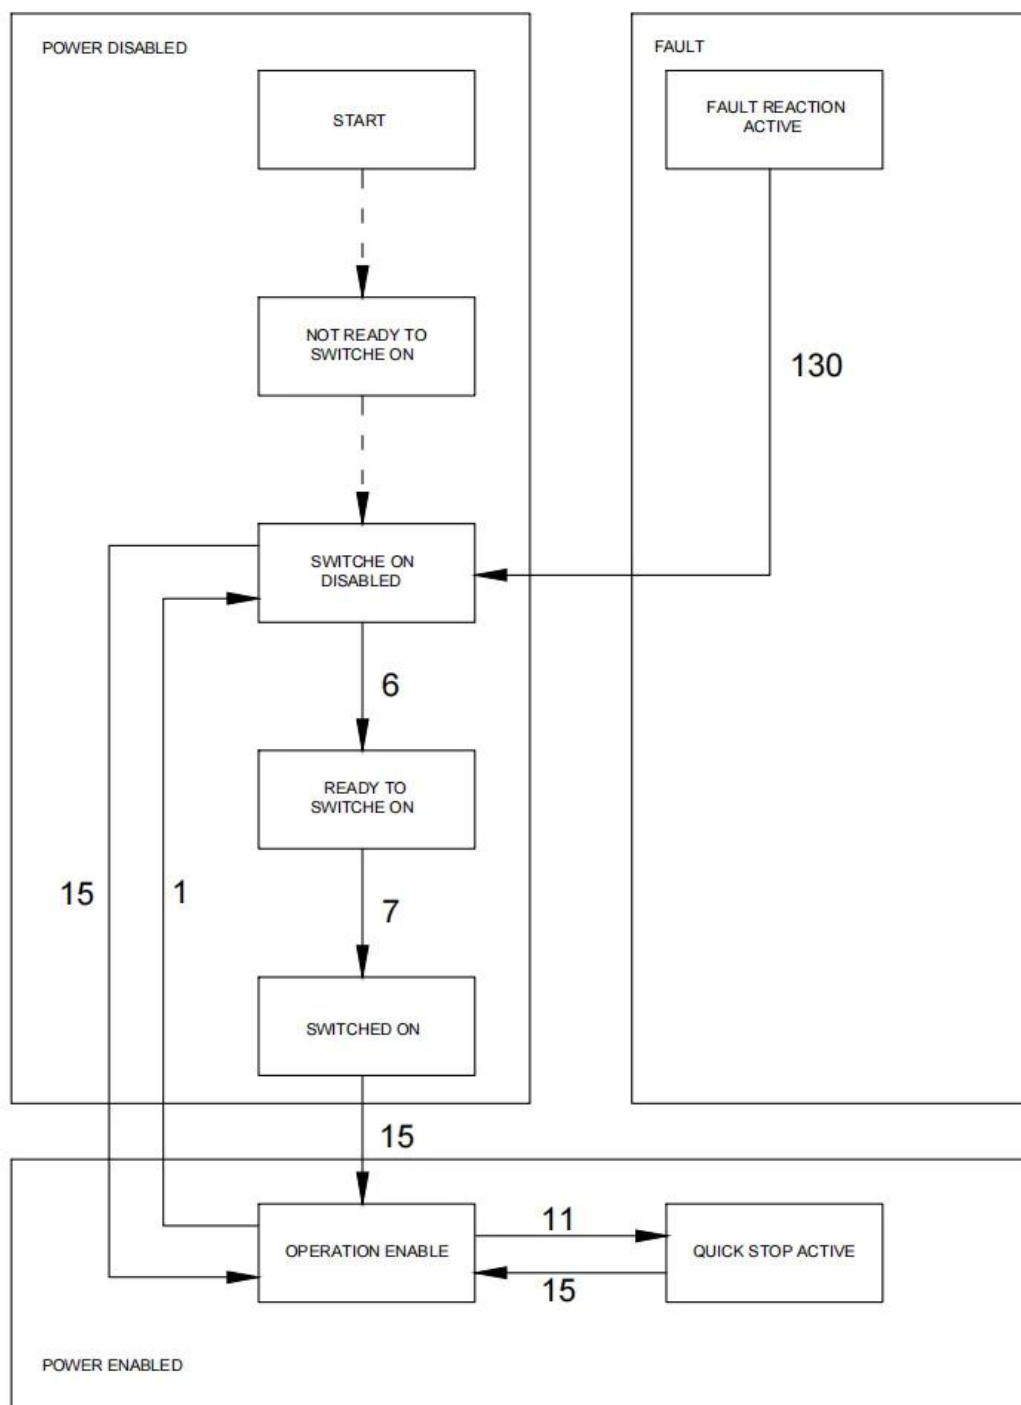 POWER DISABLED
START
NOT READY TO
SWITCHE ON
SWITCHE ON
DISABLED
6
READY TO
SWITCHE ON
15
1
7
SWITCHED ON
15
FAULT
FAULT REACTION
ACTIVE
130
OPERATION ENABLE
11
15
QUICK STOP ACTIVE
POWER ENABLED